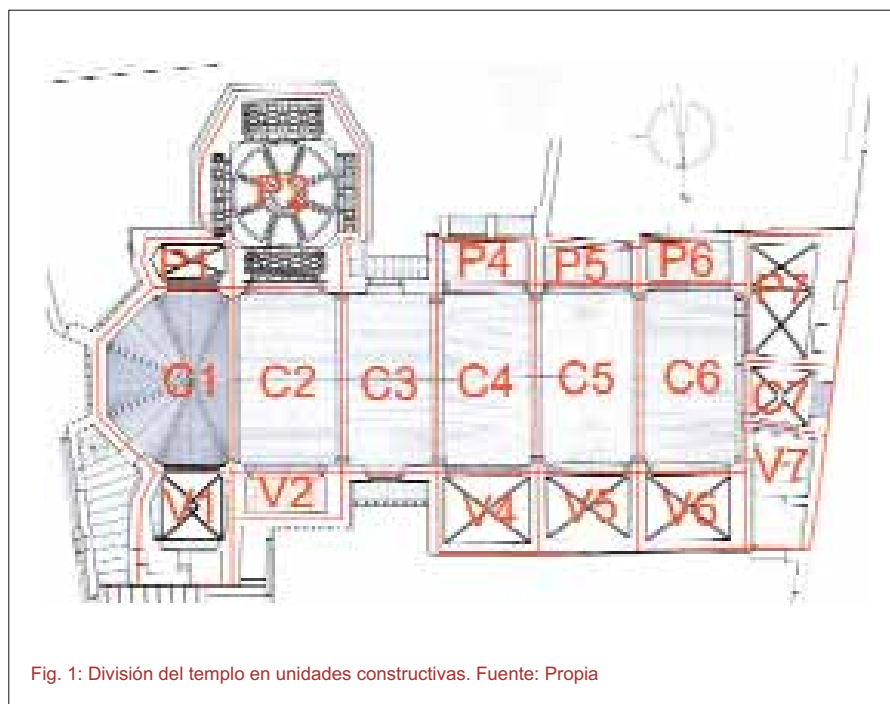 P2
P1 P4 P5 P6 P7
C1 C2 C3 C4 C5 C6 C7
V1 V2 V4 V5 V6 V7
Fig. 1: División del templo en unidades constructivas. Fuente: Propia